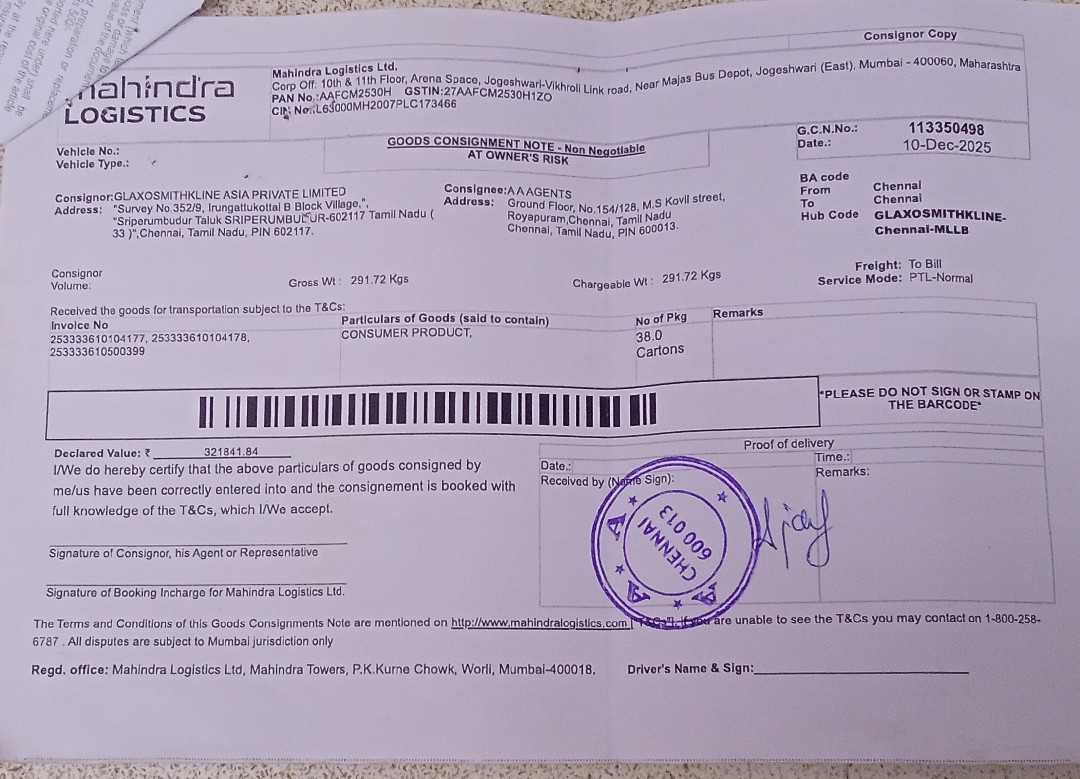 Consignor Copy
mahindra
LOGISTICS
Mahindra Logistics Ltd.
Corp Off: 10th & 11th Floor, Arena Space, Jogeshwari-Vikhroli Link road, Near Majas Bus Depot, Jogeshwari (East), Mumbai - 400060, Maharashtra
PAN No.:AAFCM2530H GSTIN:27AAFCM2530H1ZO
CIN No.:L63000MH2007PLC173466
Vehicle No.:
Vehicle Type.:
GOODS CONSIGNMENT NOTE - Non Negotiable
AT OWNER'S RISK
G.C.N.No.: 113350498
Date.: 10-Dec-2025
Consignor:GLAXOSMITHKLINE ASIA PRIVATE LIMITED
Address: "Survey No.352/9, Irungattukottai B Block Village,",
"Sriperumbudur Taluk SRIPERUMBUDUR-602117 Tamil Nadu (
33 )",Chennai, Tamil Nadu, PIN 602117.
Consignee:A A AGENTS
Address: Ground Floor, No.154/128, M.S Kovil street,
Royapuram,Chennai, Tamil Nadu
Chennai, Tamil Nadu, PIN 600013.
BA code
From Chennai
To Chennai
Hub Code GLAXOSMITHKLINE-
Chennai-MLLB
Consignor
Volume:
Gross Wt : 291.72 Kgs
Chargeable Wt : 291.72 Kgs
Freight: To Bill
Service Mode: PTL-Normal
Received the goods for transportation subject to the T&Cs:
Invoice No
253333610104177, 253333610104178,
253333610500399
Particulars of Goods (said to contain)
CONSUMER PRODUCT,
No of Pkg
38.0
Cartons
Remarks
*PLEASE DO NOT SIGN OR STAMP ON
THE BARCODE*
Declared Value: ₹ 321841.84
I/We do hereby certify that the above particulars of goods consigned by
me/us have been correctly entered into and the consignement is booked with
full knowledge of the T&Cs, which I/We accept.
Signature of Consignor, his Agent or Representative
Signature of Booking Incharge for Mahindra Logistics Ltd.
Proof of delivery
Date.:
Time.:
Received by (Name Sign):
Remarks:
A A A
CHENNAI
600 013
The Terms and Conditions of this Goods Consignments Note are mentioned on http://www.mahindralogistics.com ["T&Cs"], if you are unable to see the T&Cs you may contact on 1-800-258-
6787 . All disputes are subject to Mumbai jurisdiction only
Regd. office: Mahindra Logistics Ltd, Mahindra Towers, P.K.Kurne Chowk, Worli, Mumbai-400018.
Driver's Name & Sign: